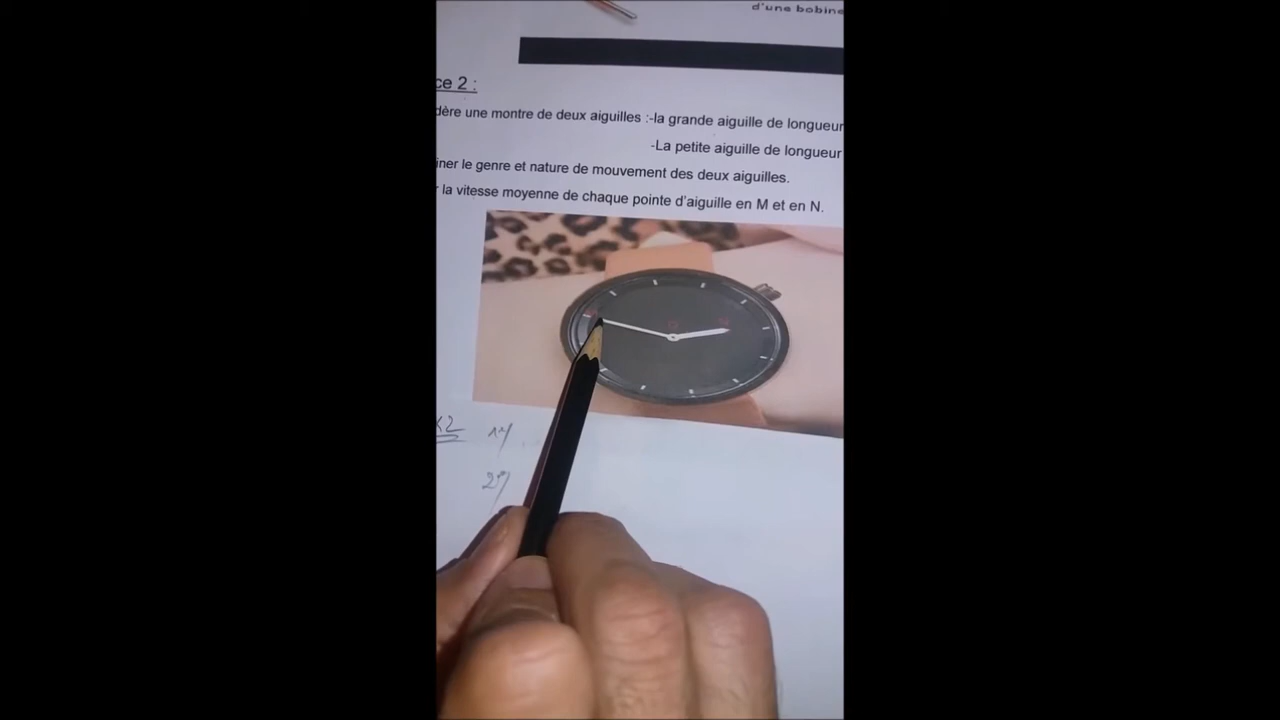 d'une bobine
ce 2 :
dère une montre de deux aiguilles :-la grande aiguille de longueur
-La petite aiguille de longueur
iner le genre et nature de mouvement des deux aiguilles.
r la vitesse moyenne de chaque pointe d'aiguille en M et en N.
x2 1°/
2°/